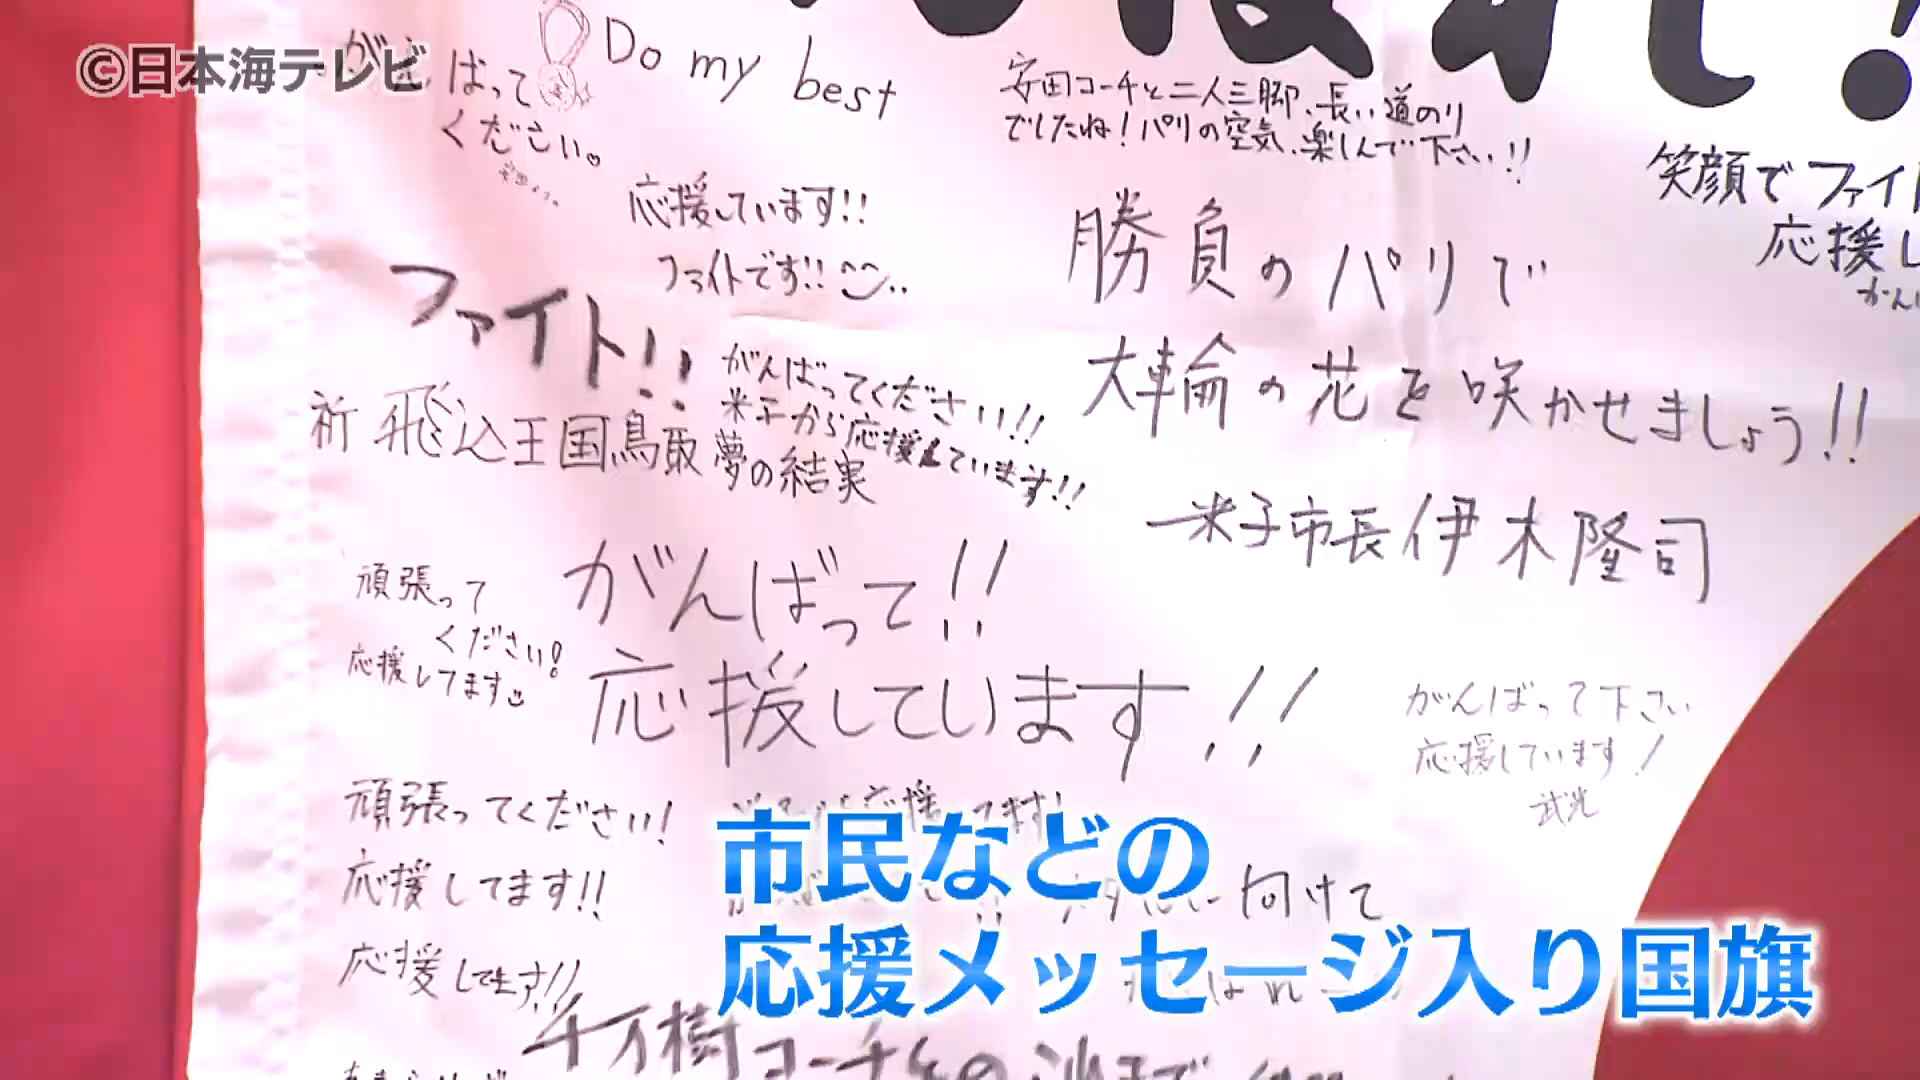 ©日本海テレビ
がんばって
ください。
Do my best
安田コーチと二人三脚、長い道のり
でしたね!パリの空気、楽しんで下さい!!
笑顔でファイト
応援し
応援しています!!
ファイトです!!
勝負のパリで
大輪の花を咲かせましょう!!
米子市長 伊木隆司
ファイト!!
がんばってください!!
米子から応援しています!!
祈 飛込王国鳥取 夢の結実
頑張って
ください!
応援してます
がんばって!!
応援しています!!
がんばって下さい
応援しています!
武光
頑張ってください!
応援してます!!
応援してます!!
向けて
市民などの
応援メッセージ入り国旗